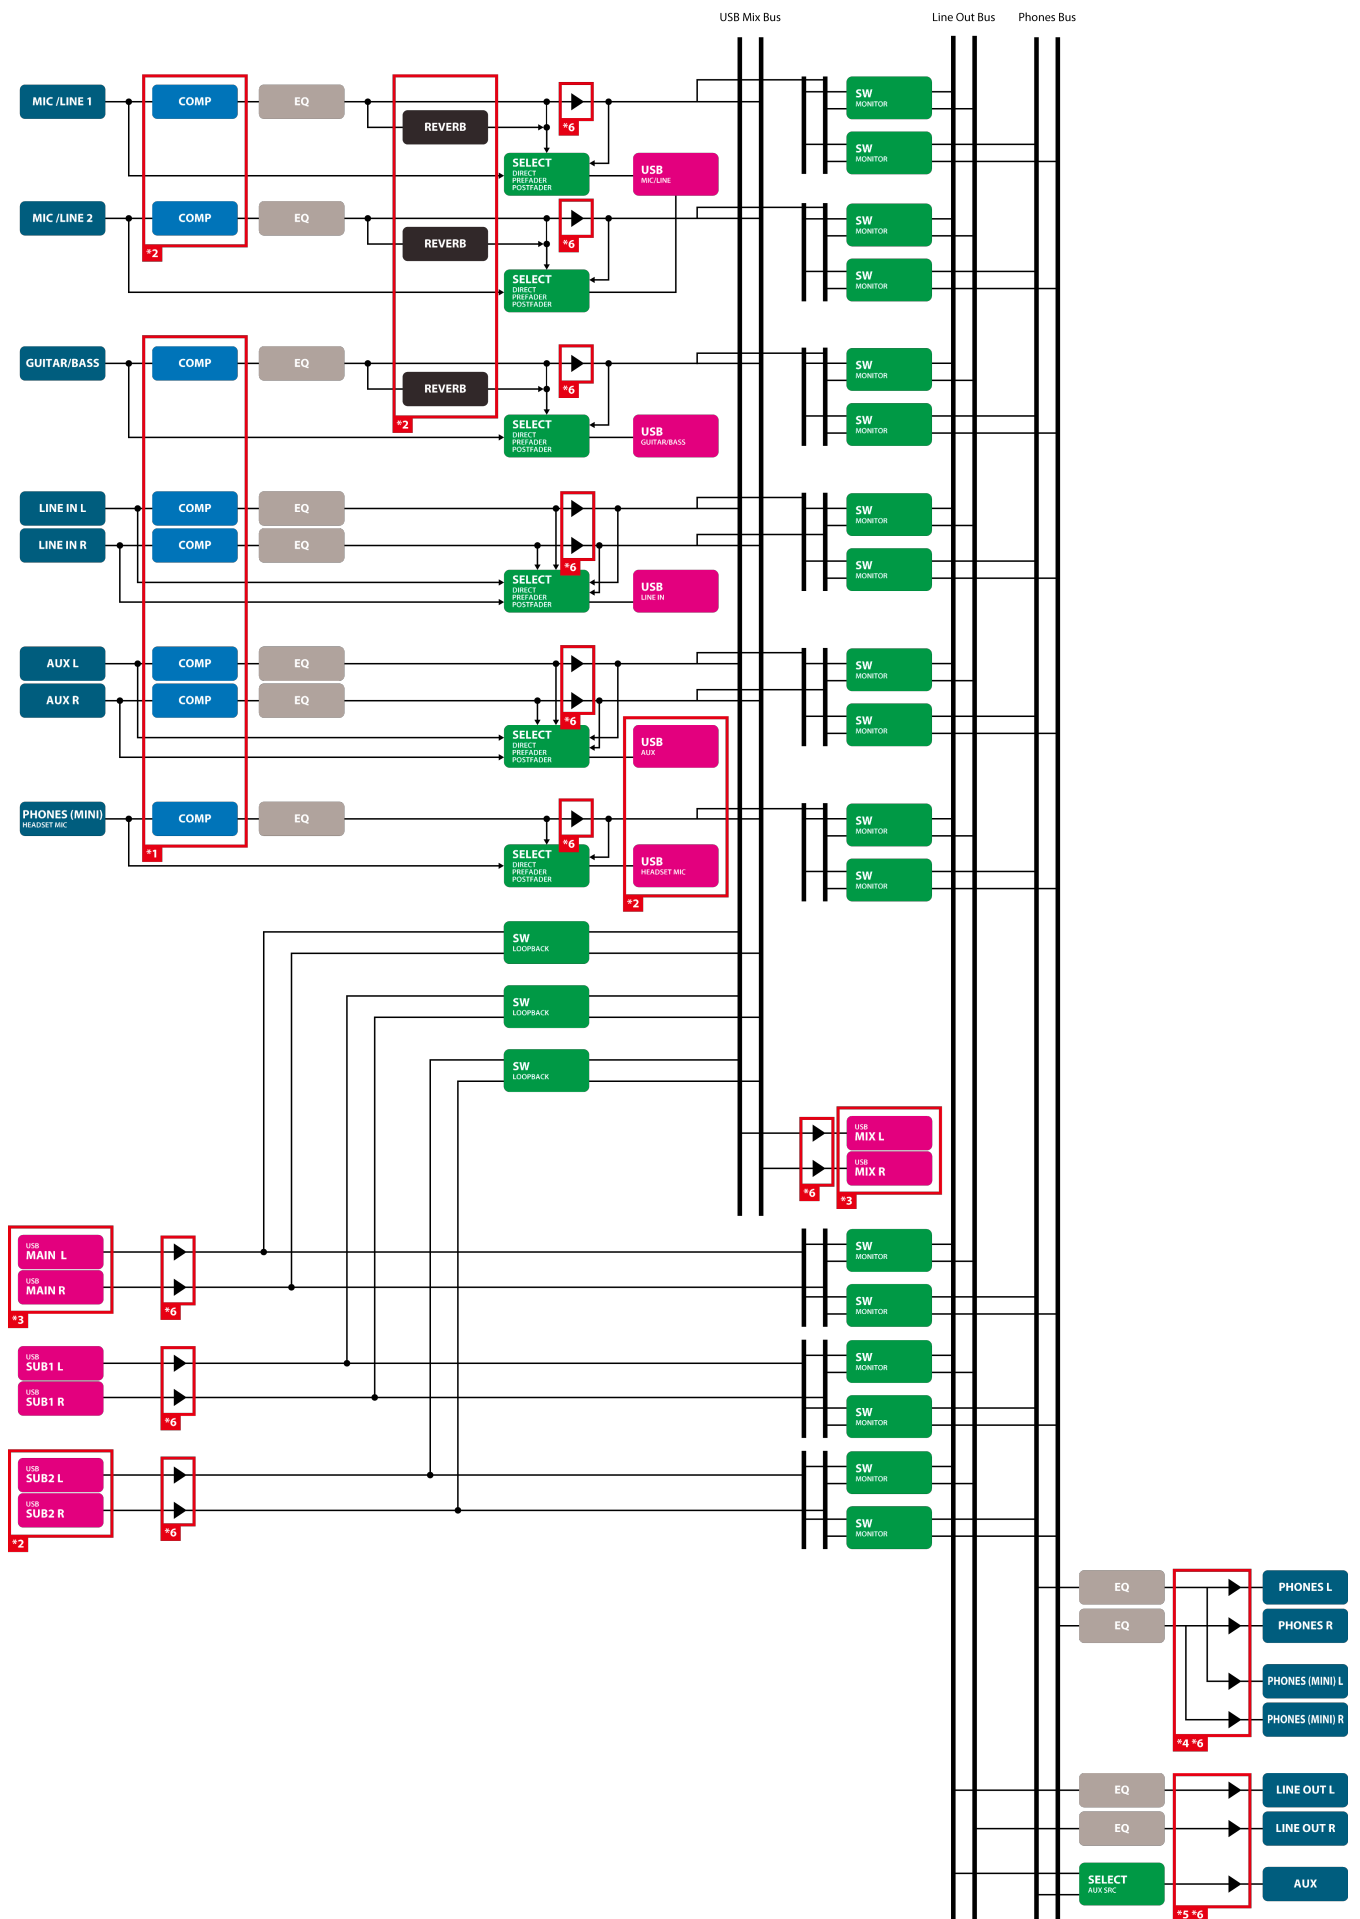 USB Mix Bus
Line Out Bus
Phones Bus
MIC /LINE 1
COMP
EQ
*6
SW
MONITOR
REVERB
SW
MONITOR
SELECT
DIRECT
PREFADER
POSTFADER
USB
MIC/LINE
MIC /LINE 2
COMP
EQ
*6
SW
MONITOR
REVERB
*2
SELECT
DIRECT
PREFADER
POSTFADER
SW
MONITOR
GUITAR/BASS
COMP
EQ
*6
SW
MONITOR
REVERB
*2
SELECT
DIRECT
PREFADER
POSTFADER
USB
GUITAR/BASS
SW
MONITOR
LINE IN L
COMP
EQ
SW
MONITOR
LINE IN R
COMP
EQ
*6
SELECT
DIRECT
PREFADER
POSTFADER
USB
LINE IN
SW
MONITOR
AUX L
COMP
EQ
SW
MONITOR
AUX R
COMP
EQ
*6
SELECT
DIRECT
PREFADER
POSTFADER
USB
AUX
SW
MONITOR
PHONES (MINI)
HEADSET MIC
COMP
EQ
*6
SW
MONITOR
*1
SELECT
DIRECT
PREFADER
POSTFADER
USB
HEADSET MIC
*2
SW
MONITOR
SW
LOOPBACK
SW
LOOPBACK
SW
LOOPBACK
USB
MIX L
USB
MIX R
*6
*3
USB
MAIN L
USB
MAIN R
*3
*6
SW
MONITOR
SW
MONITOR
USB
SUB1 L
USB
SUB1 R
*6
SW
MONITOR
SW
MONITOR
USB
SUB2 L
USB
SUB2 R
*2
*6
SW
MONITOR
SW
MONITOR
EQ
PHONES L
EQ
PHONES R
PHONES (MINI) L
PHONES (MINI) R
*4 *6
EQ
LINE OUT L
EQ
LINE OUT R
SELECT
AUX SRC
AUX
*5 *6